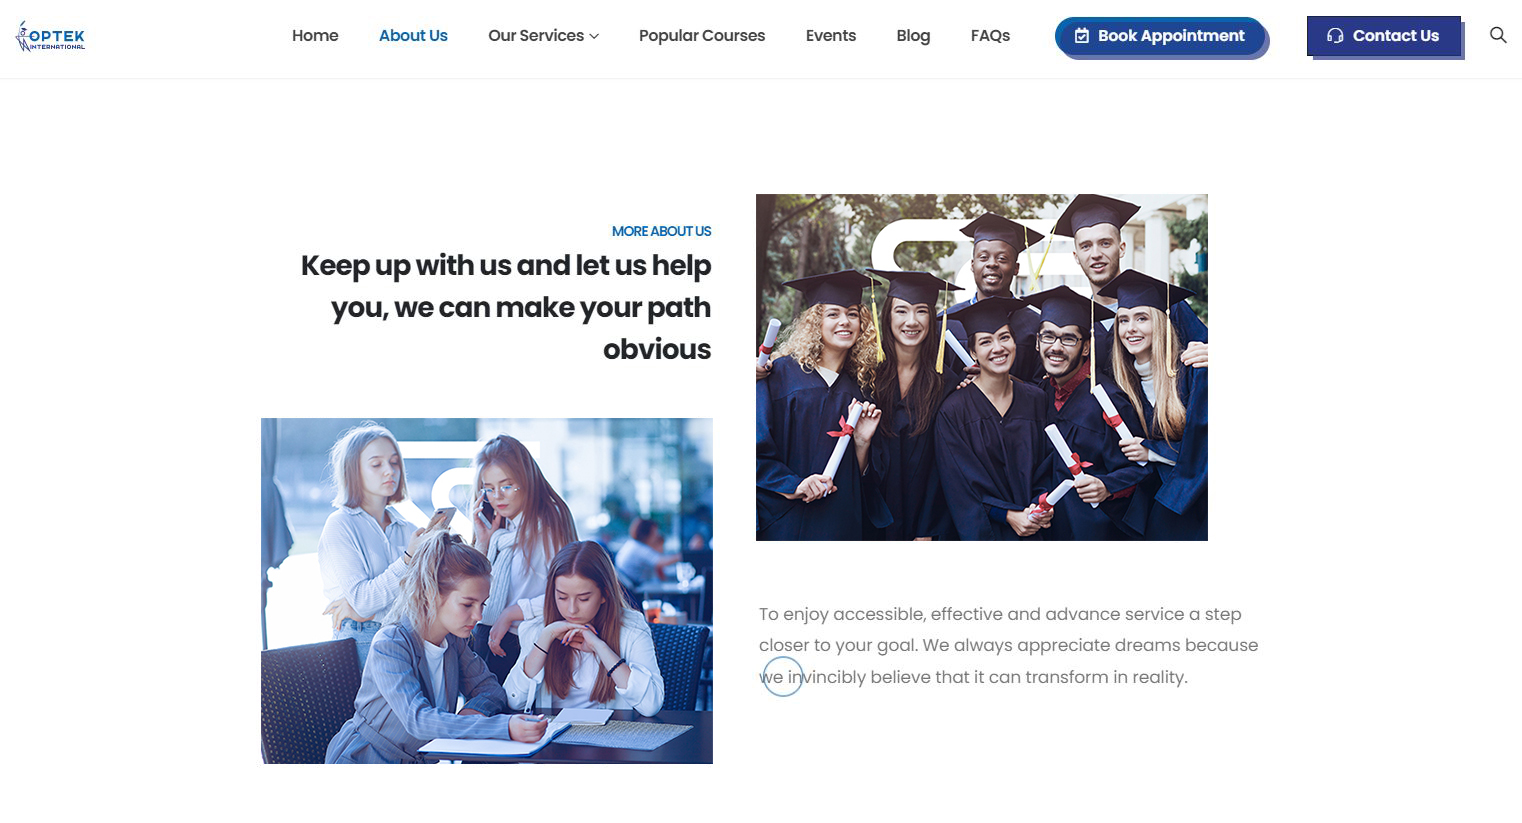 OPTEK
INTERNATIONAL
Home
About Us
Our Services
Popular Courses
Events
Blog
FAQs
Book Appointment
Contact Us
MORE ABOUT US
Keep up with us and let us help
you, we can make your path
obvious
To enjoy accessible, effective and advance service a step
closer to your goal. We always appreciate dreams because
we invincibly believe that it can transform in reality.